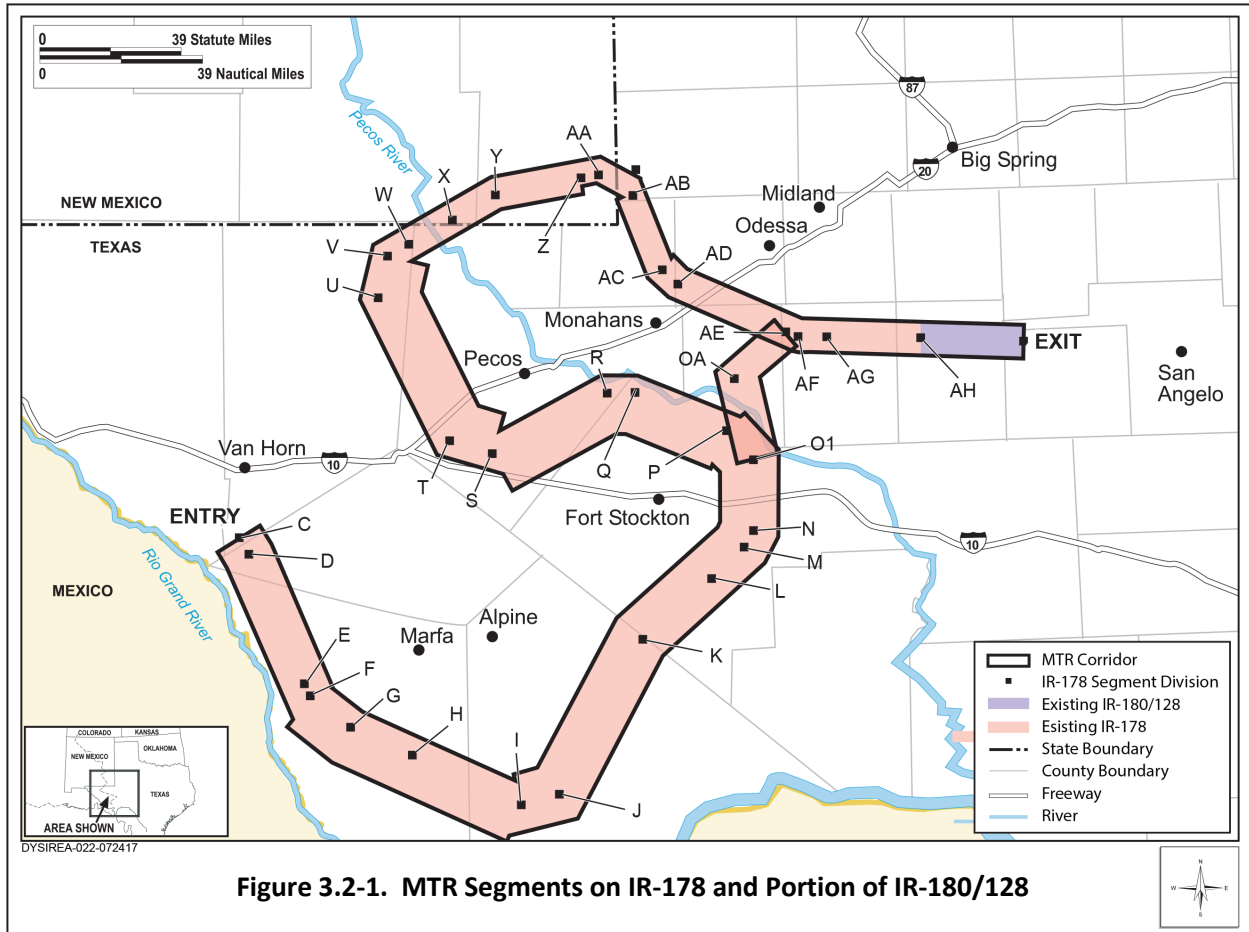 0 39 Statute Miles
0 39 Nautical Miles
Pecos River
87
Big Spring
20
AA
Y
X
W
AB
Midland
NEW MEXICO
TEXAS
Odessa
V
Z
U
AC
AD
Monahans
AE
EXIT
Pecos
R
OA
AF
AG
AH
San
Angelo
Van Horn
10
T
S
Q
P
O1
ENTRY
C
D
Fort Stockton
N
M
10
L
MEXICO
Rio Grand River
Marfa
Alpine
K
E
F
G
H
I
J
MTR Corridor
IR-178 Segment Division
Existing IR-180/128
Esisting IR-178
State Boundary
County Boundary
Freeway
River
COLORADO
KANSAS
NEW MEXICO
OKLAHOMA
TEXAS
AREA SHOWN
DYSIREA-022-072417
Figure 3.2-1. MTR Segments on IR-178 and Portion of IR-180/128
N
W E
S